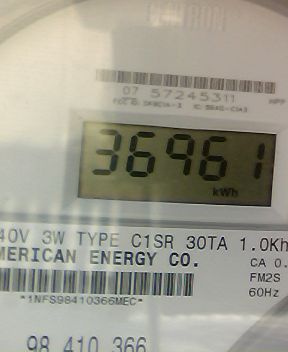 07 57245311
36961
kWh
40V 3W TYPE C1SR 30TA 1.0Kh
MERICAN ENERGY CO.
CA 0.
FM2S
60Hz
*1NFS98410366MEC*
98 410 366